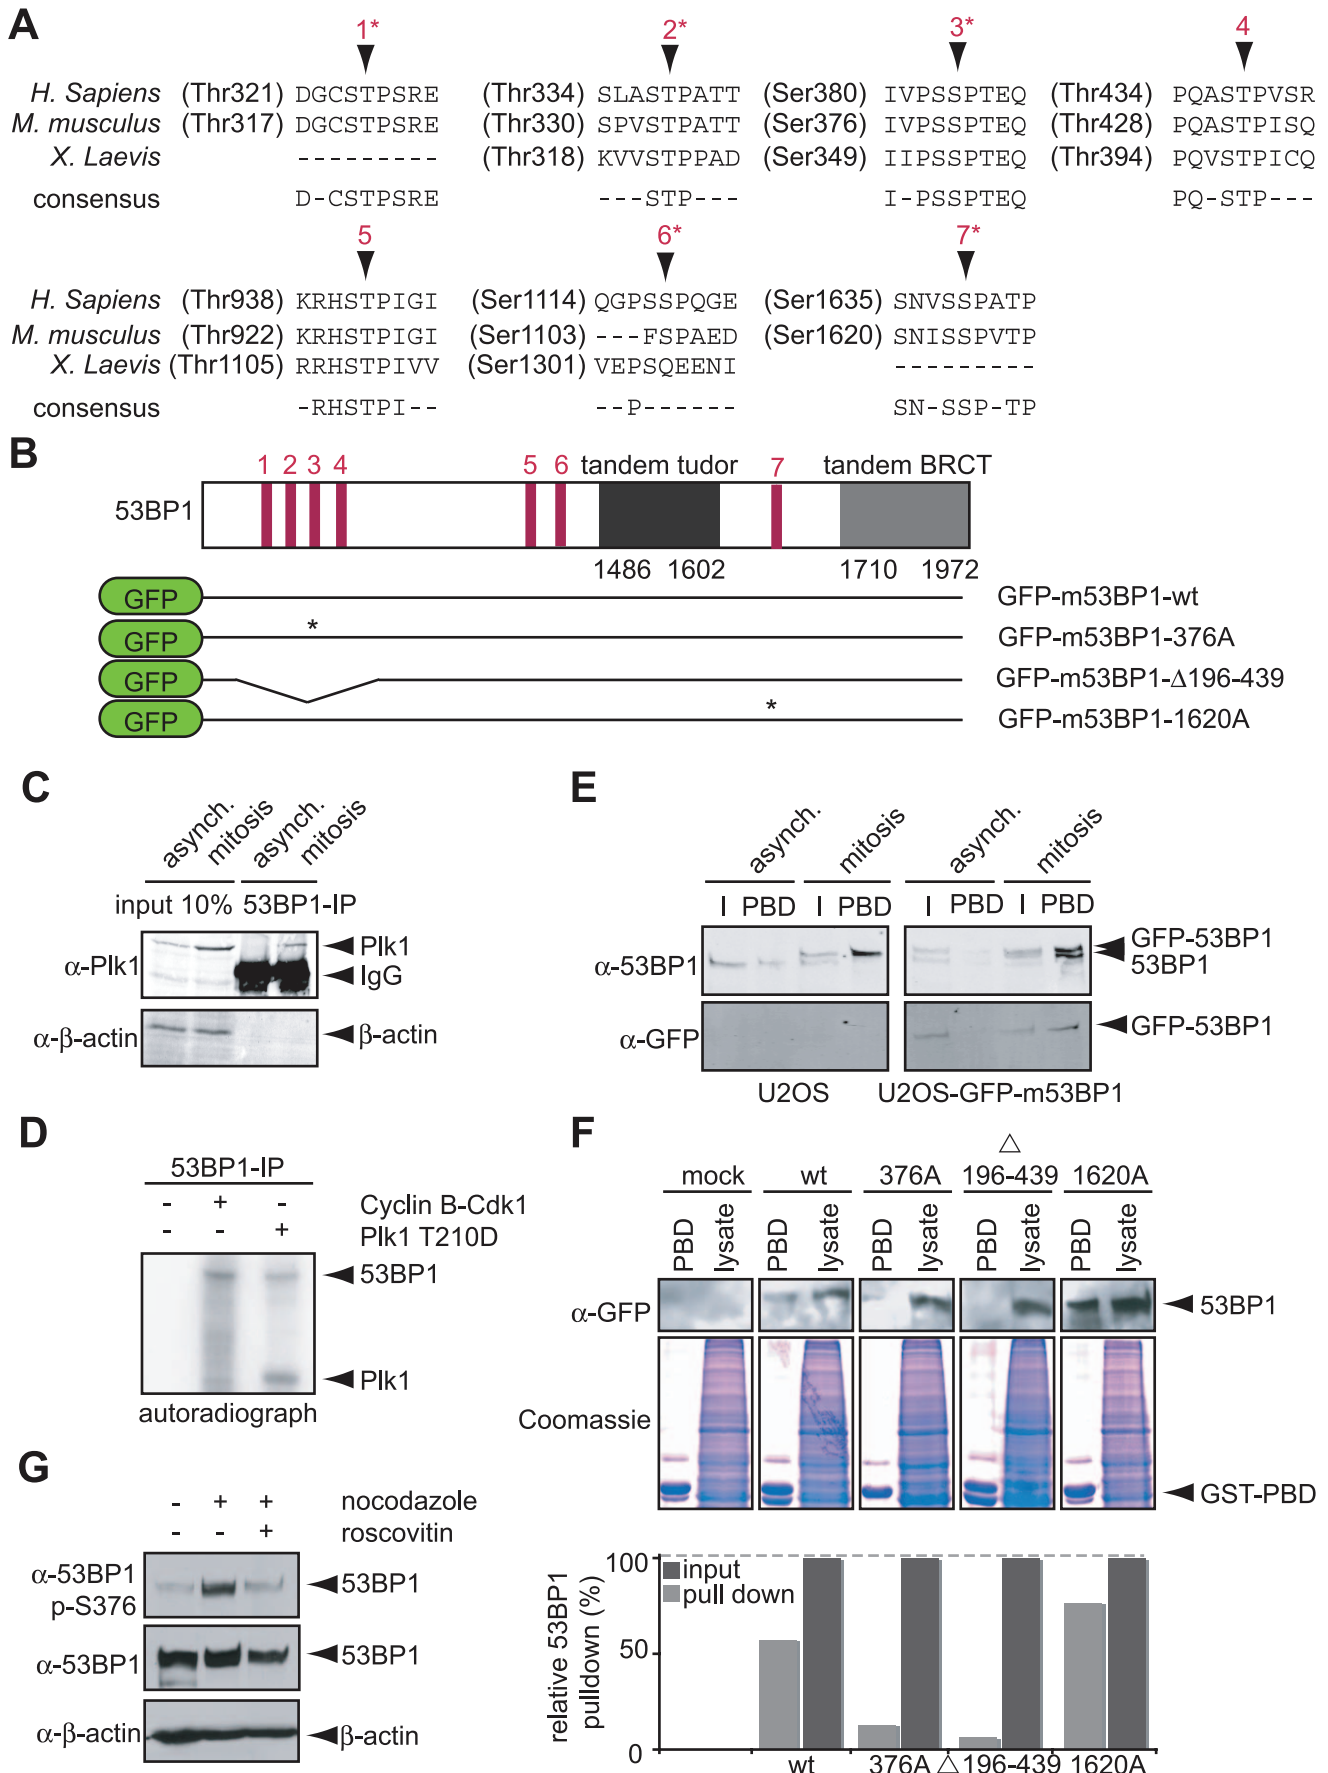 A
1* 2* 3* 4
H. Sapiens (Thr321) DGCSTPSRE (Thr334) SLASTPATT (Ser380) IVPSSPTEQ (Thr434) PQASTPVSR
M. musculus (Thr317) DGCSTPSRE (Thr330) SPVSTPATT (Ser376) IVPSSPTEQ (Thr428) PQASTPISQ
X. Laevis --------- (Thr318) KVVSTPPAD (Ser349) IIPSSPTEQ (Thr394) PQVSTPICQ
consensus D-CSTPSRE ---STP--- I-PSSPTEQ PQ-STP---
5 6* 7*
H. Sapiens (Thr938) KRHSTPIGI (Ser1114) QGPSSPQGE (Ser1635) SNVSSPATP
M. musculus (Thr922) KRHSTPIGI (Ser1103) ---FSPAED (Ser1620) SNISSPVTP
X. Laevis (Thr1105) RRHSTPIVV (Ser1301) VEPSQEENI ---------
consensus -RHSTPI-- --P------ SN-SSP-TP
B
1 2 3 4 5 6 tandem tudor 7 tandem BRCT
53BP1
1486 1602 1710 1972
GFP GFP-m53BP1-wt
*
GFP GFP-m53BP1-376A
GFP GFP-m53BP1-Δ196-439
*
GFP GFP-m53BP1-1620A
C
asynch. mitosis asynch. mitosis
input 10% 53BP1-IP
α-Plk1 Plk1
IgG
α-β-actin β-actin
D
53BP1-IP
- + - Cyclin B-Cdk1
- - + Plk1 T210D
53BP1
Plk1
autoradiograph
E
asynch. mitosis asynch. mitosis
I PBD I PBD I PBD I PBD
α-53BP1 GFP-53BP1
53BP1
α-GFP GFP-53BP1
U2OS U2OS-GFP-m53BP1
F
△
mock wt 376A 196-439 1620A
PBD lysate PBD lysate PBD lysate PBD lysate PBD lysate
α-GFP 53BP1
Coomassie
GST-PBD
relative 53BP1 pulldown (%)
100
50
0
input
pull down
wt 376A △ 196-439 1620A
G
- + + nocodazole
- - + roscovitin
α-53BP1 p-S376 53BP1
α-53BP1 53BP1
α-β-actin β-actin